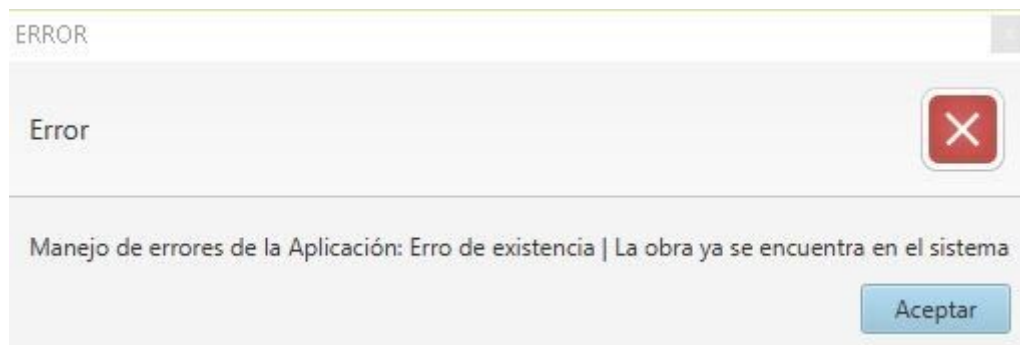 ERROR
Error
Manejo de errores de la Aplicación: Erro de existencia | La obra ya se encuentra en el sistema
Aceptar